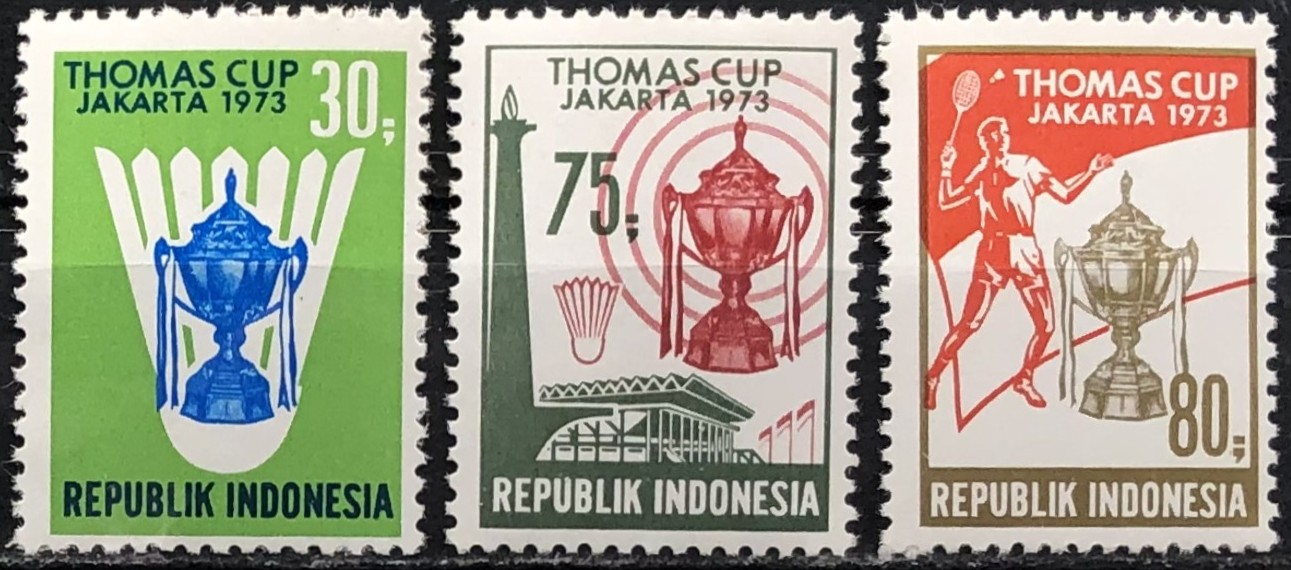 THOMAS CUP
JAKARTA 1973
30,-
REPUBLIK INDONESIA
THOMAS CUP
JAKARTA 1973
75,-
REPUBLIK INDONESIA
THOMAS CUP
JAKARTA 1973
80,-
REPUBLIK INDONESIA